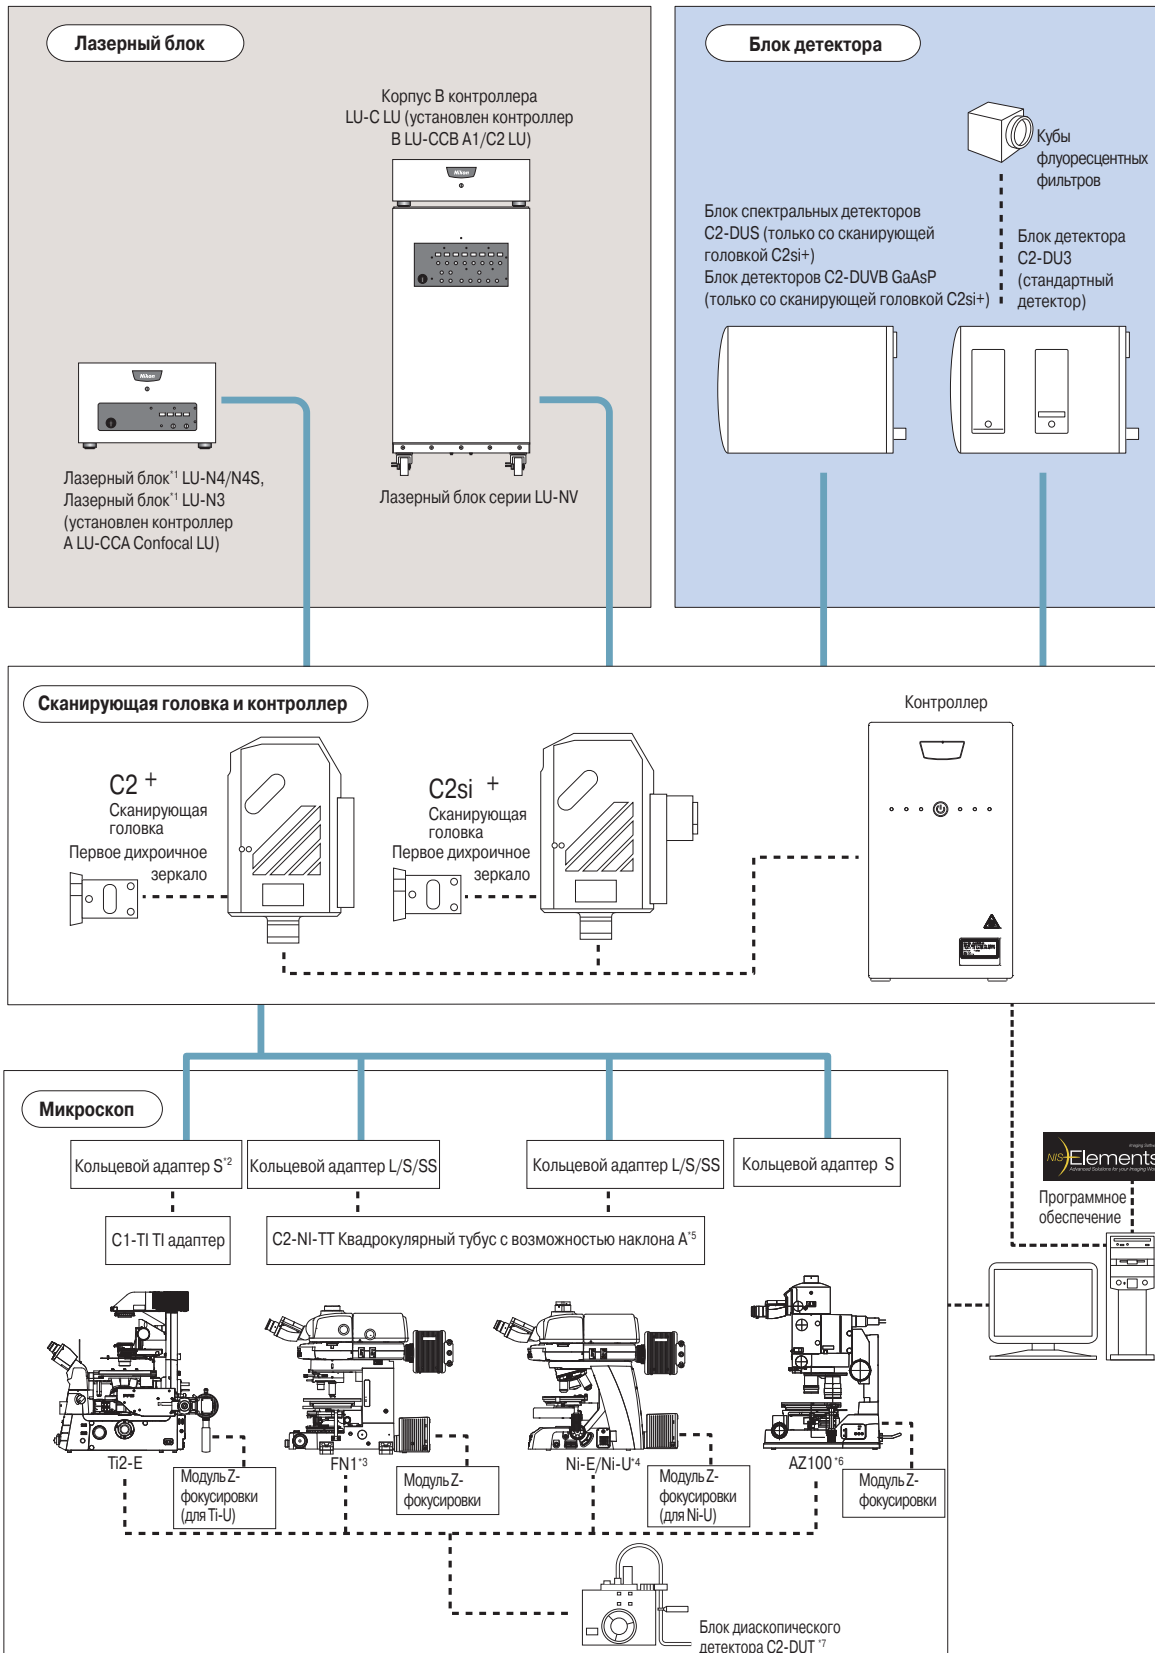 Лазерный блок
Корпус B контроллера
LU-C LU (установлен контроллер
B LU-CCB A1/C2 LU)
Nikon
Nikon
Лазерный блок*1 LU-N4/N4S,
Лазерный блок*1 LU-N3
(установлен контроллер
A LU-CCA Confocal LU)
Лазерный блок серии LU-NV
Блок детектора
Кубы
флуоресцентных
фильтров
Блок спектральных детекторов
C2-DUS (только со сканирующей
головкой C2si+)
Блок детекторов C2-DUVB GaAsP
(только со сканирующей головкой C2si+)
Блок детектора
C2-DU3
(стандартный
детектор)
Сканирующая головка и контроллер
Контроллер
C2 +
Сканирующая
головка
Первое дихроичное
зеркало
C2si +
Сканирующая
головка
Первое дихроичное
зеркало
Микроскоп
Кольцевой адаптер S*2
Кольцевой адаптер L/S/SS
Кольцевой адаптер L/S/SS
Кольцевой адаптер S
C1-TI TI адаптер
C2-NI-TT Квадрокулярный тубус с возможностью наклона A*5
NIS Elements
Advanced Solutions for your Imaging
Программное
обеспечение
Ti2-E
FN1*3
Ni-E/Ni-U*4
AZ100*6
Модуль Z-
фокусировки
(для Ti-U)
Модуль Z-
фокусировки
Модуль Z-
фокусировки
(для Ni-U)
Модуль Z-
фокусировки
Блок диаскопического
детектора C2-DUT *7